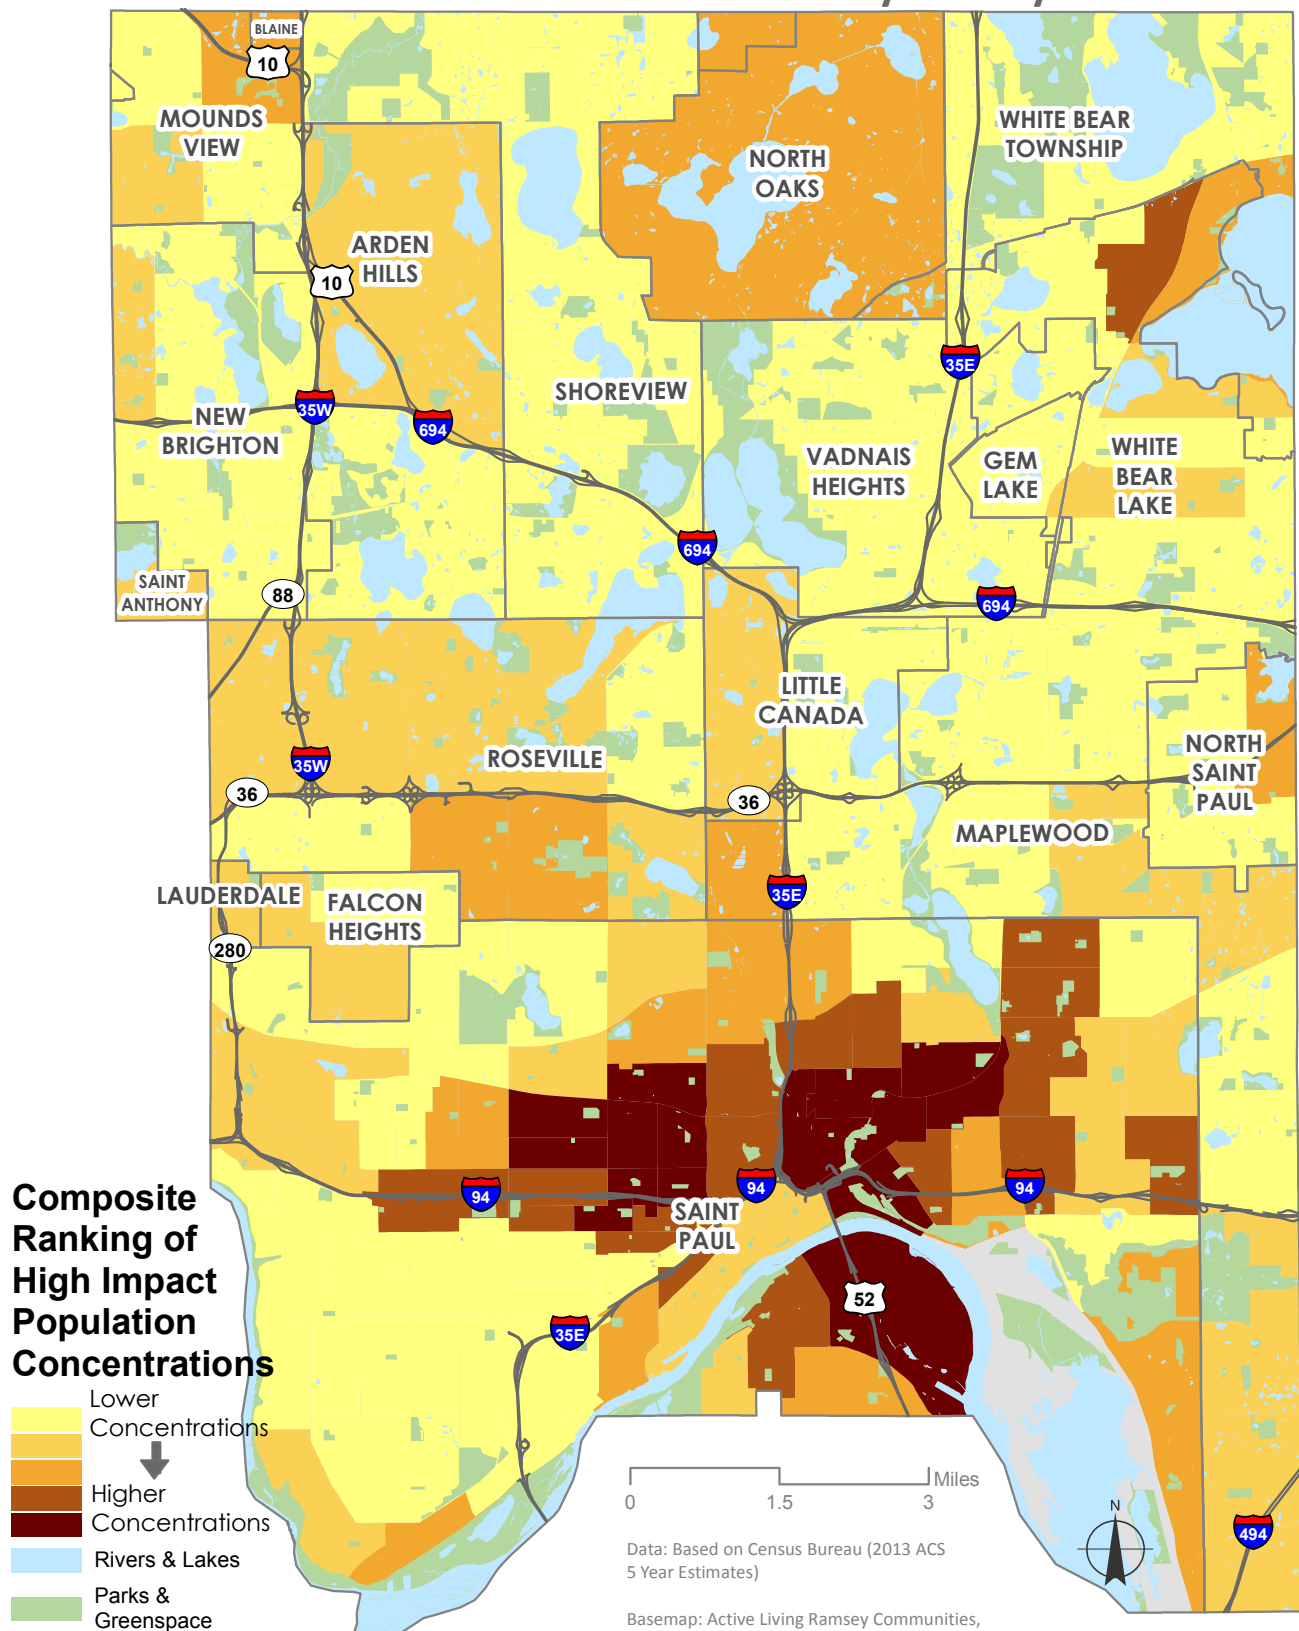 BLAINE
10
MOUNDS
VIEW
WHITE BEAR
TOWNSHIP
NORTH
OAKS
ARDEN
HILLS
10
35E
SHOREVIEW
35W
NEW
BRIGHTON
694
VADNAIS
HEIGHTS
GEM
LAKE
WHITE
BEAR
LAKE
694
SAINT
ANTHONY
88
694
LITTLE
CANADA
ROSEVILLE
35W
NORTH
SAINT
PAUL
36
36
MAPLEWOOD
35E
LAUDERDALE
FALCON
HEIGHTS
280
94
94
94
SAINT
PAUL
52
35E
Composite
Ranking of
High Impact
Population
Concentrations
Lower
Concentrations
Higher
Concentrations
Rivers & Lakes
Parks &
Greenspace
Miles
0 1.5 3
N
494
Data: Based on Census Bureau (2013 ACS
5 Year Estimates)
Basemap: Active Living Ramsey Communities,